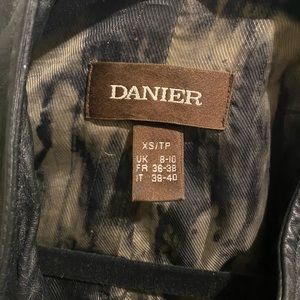 DANIER
XS/TP
UK 8-10
FR 36-38
IT 38-40